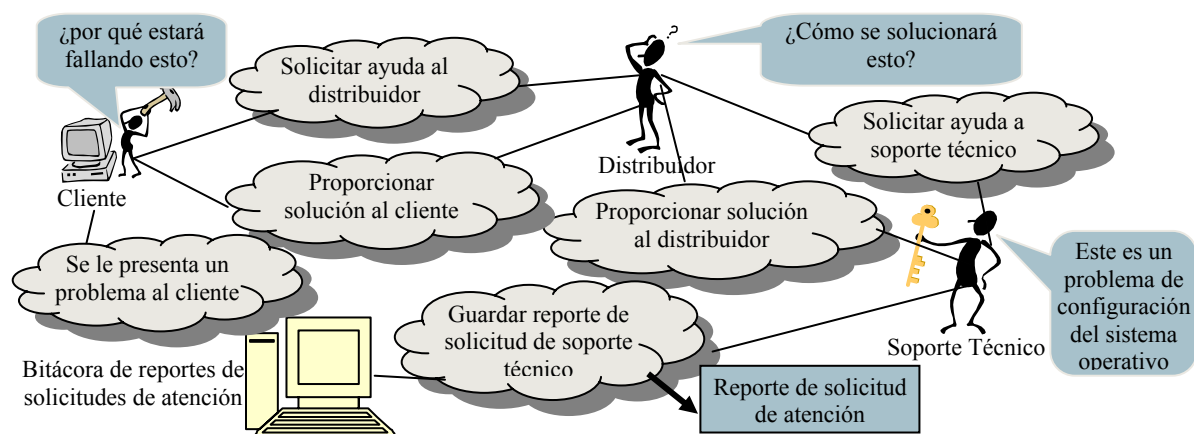 ¿por qué estará
fallando esto?
Solicitar ayuda al
distribuidor
?
?
¿Cómo se solucionará
esto?
Solicitar ayuda a
soporte técnico
Cliente
Distribuidor
Proporcionar
solución al cliente
Proporcionar solución
al distribuidor
Se le presenta un
problema al cliente
Este es un
problema de
configuración
del sistema
operativo
Guardar reporte de
solicitud de soporte
técnico
Soporte Técnico
Bitácora de reportes de
solicitudes de atención
Reporte de solicitud
de atención